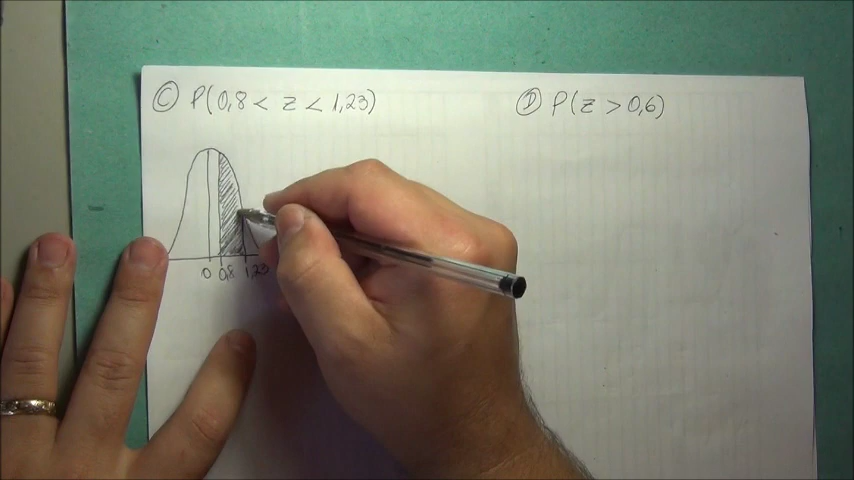 Ⓒ P(0,8 < z < 1,23)
Ⓓ P(z > 0,6)
0 0,8 1,23